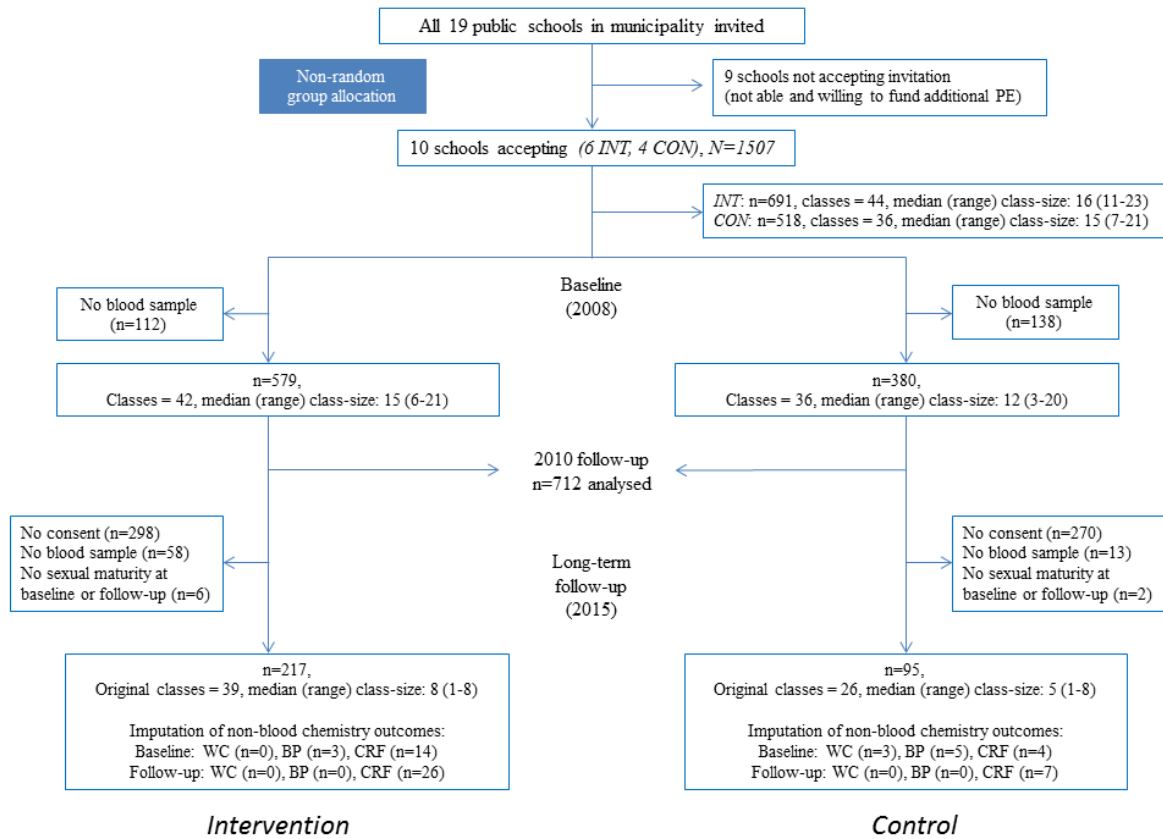 All 19 public schools in municipality invited
Non-random
group allocation
9 schools not accepting invitation
(not able and willing to fund additional PE)
10 schools accepting (6 INT, 4 CON), N=1507
INT: n=691, classes = 44, median (range) class-size: 16 (11-23)
CON: n=518, classes = 36, median (range) class-size: 15 (7-21)
Baseline
(2008)
No blood sample
(n=112)
No blood sample
(n=138)
n=579,
Classes = 42, median (range) class-size: 15 (6-21)
n=380,
Classes = 36, median (range) class-size: 12 (3-20)
2010 follow-up
n=712 analysed
No consent (n=298)
No blood sample (n=58)
No sexual maturity at
baseline or follow-up (n=6)
Long-term
follow-up
(2015)
No consent (n=270)
No blood sample (n=13)
No sexual maturity at
baseline or follow-up (n=2)
n=217,
Original classes = 39, median (range) class-size: 8 (1-8)
Imputation of non-blood chemistry outcomes:
Baseline: WC (n=0), BP (n=3), CRF (n=14)
Follow-up: WC (n=0), BP (n=0), CRF (n=26)
n=95,
Original classes = 26, median (range) class-size: 5 (1-8)
Imputation of non-blood chemistry outcomes:
Baseline: WC (n=3), BP (n=5), CRF (n=4)
Follow-up: WC (n=0), BP (n=0), CRF (n=7)
Intervention
Control